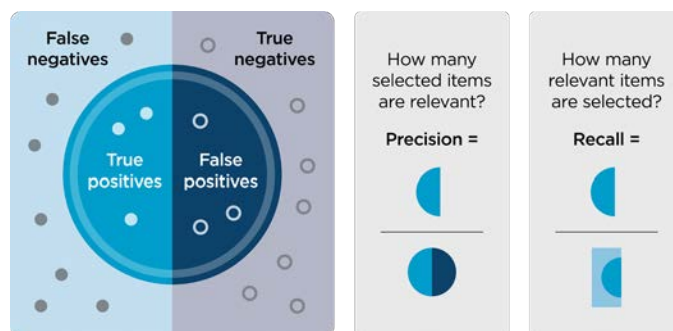 False
negatives
True
negatives
True
positives
False
positives
How many
selected items
are relevant?
Precision =
How many
relevant items
are selected?
Recall =